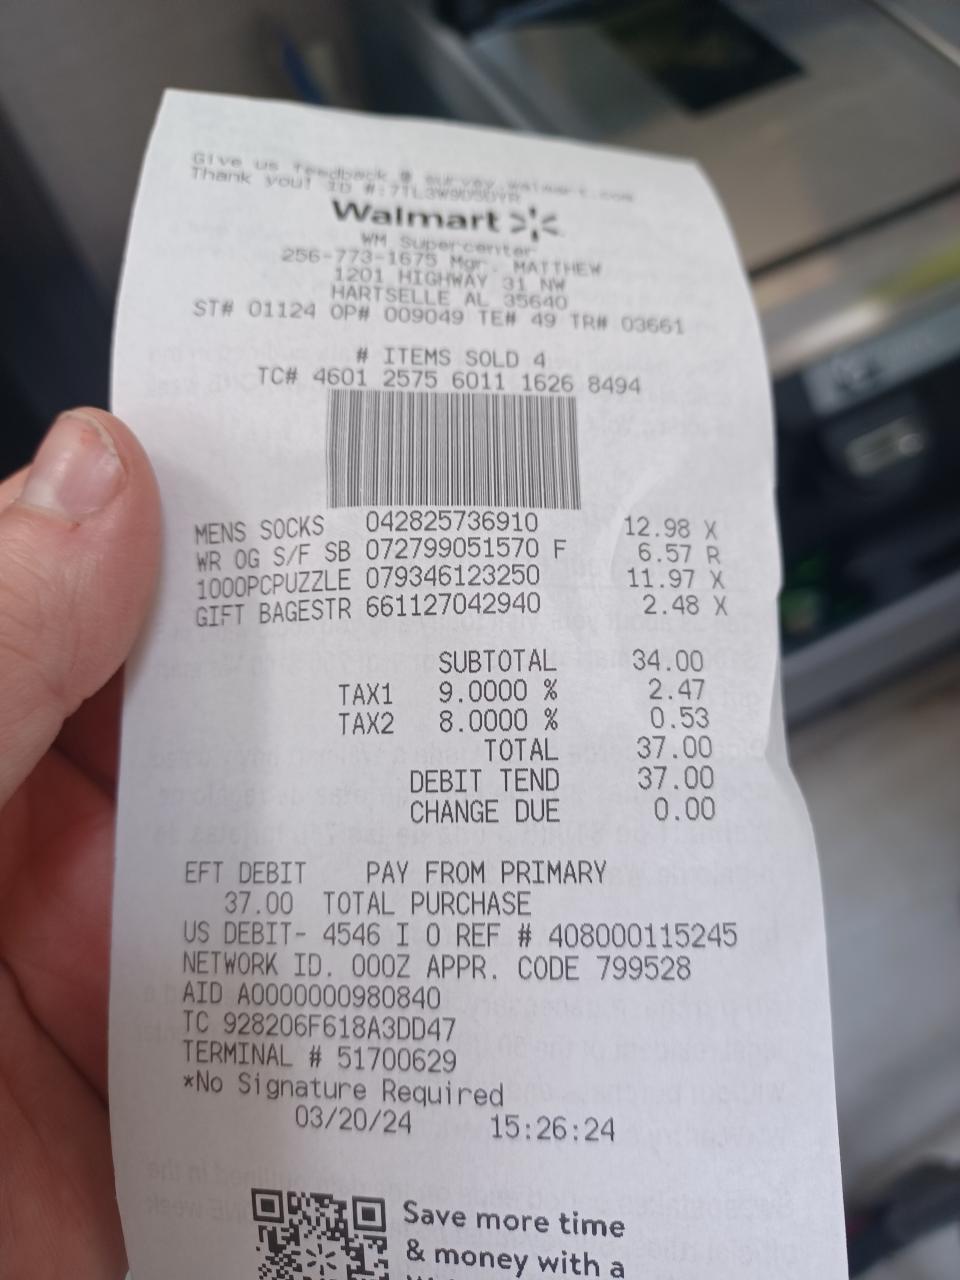 Give us feedback @ survey.walmart.com
Thank you! ID #:7TL3W9D5DYR
Walmart
WM Supercenter
256-773-1675 Mgr. MATTHEW
1201 HIGHWAY 31 NW
HARTSELLE AL 35640
ST# 01124 OP# 009049 TE# 49 TR# 03661
# ITEMS SOLD 4
TC# 4601 2575 6011 1626 8494
MENS SOCKS 042825736910 12.98 X
WR OG S/F SB 072799051570 F 6.57 R
1000PCPUZZLE 079346123250 11.97 X
GIFT BAGESTR 661127042940 2.48 X
SUBTOTAL 34.00
TAX1 9.0000 % 2.47
TAX2 8.0000 % 0.53
TOTAL 37.00
DEBIT TEND 37.00
CHANGE DUE 0.00
EFT DEBIT PAY FROM PRIMARY
37.00 TOTAL PURCHASE
US DEBIT- 4546 I 0 REF # 408000115245
NETWORK ID. 000Z APPR. CODE 799528
AID A0000000980840
TC 928206F618A3DD47
TERMINAL # 51700629
*No Signature Required
03/20/24 15:26:24
Save more time
& money with a